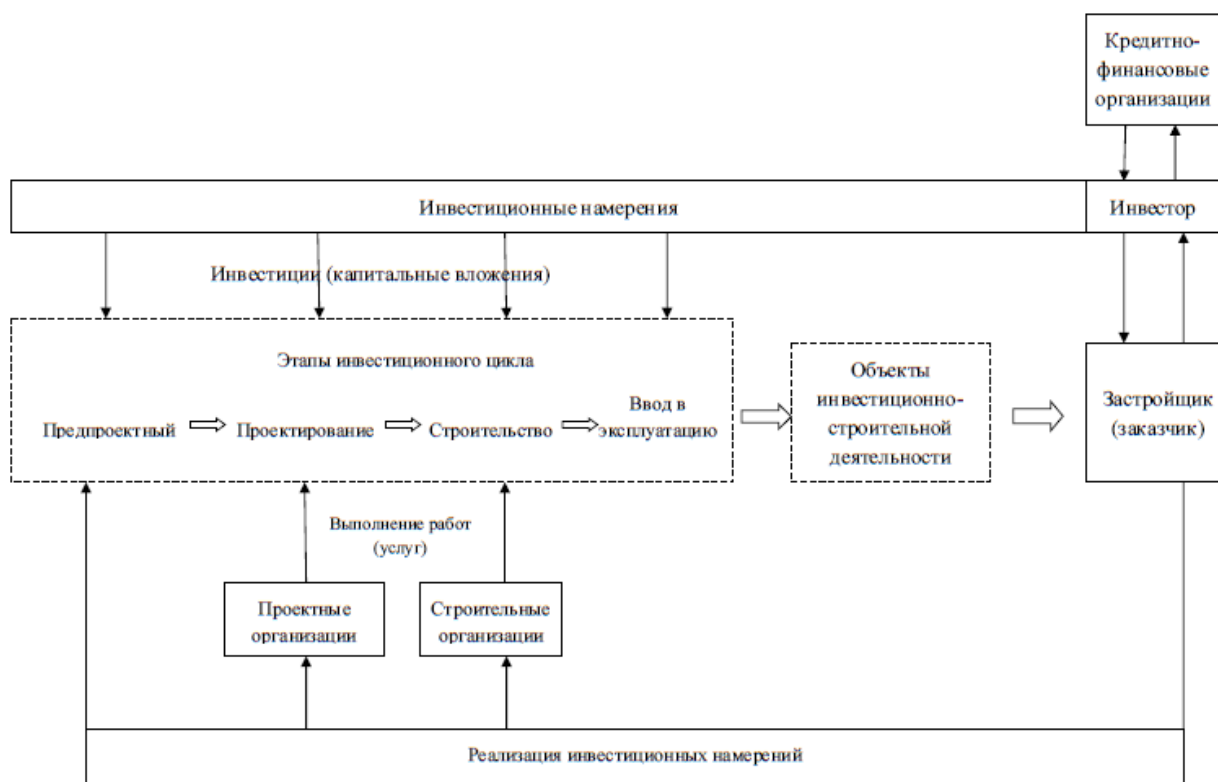 Кредитно-
финансовые
организации
Инвестиционные намерения
Инвестор
Инвестиции (капитальные вложения)
Этапы инвестиционного цикла
Предпроектный
Проектирование
Строительство
Ввод в
эксплуатацию
Объекты
инвестиционно-
строительной
деятельности
Застройщик
(заказчик)
Выполнение работ
(услуг)
Проектные
организации
Строительные
организации
Реализация инвестиционных намерений